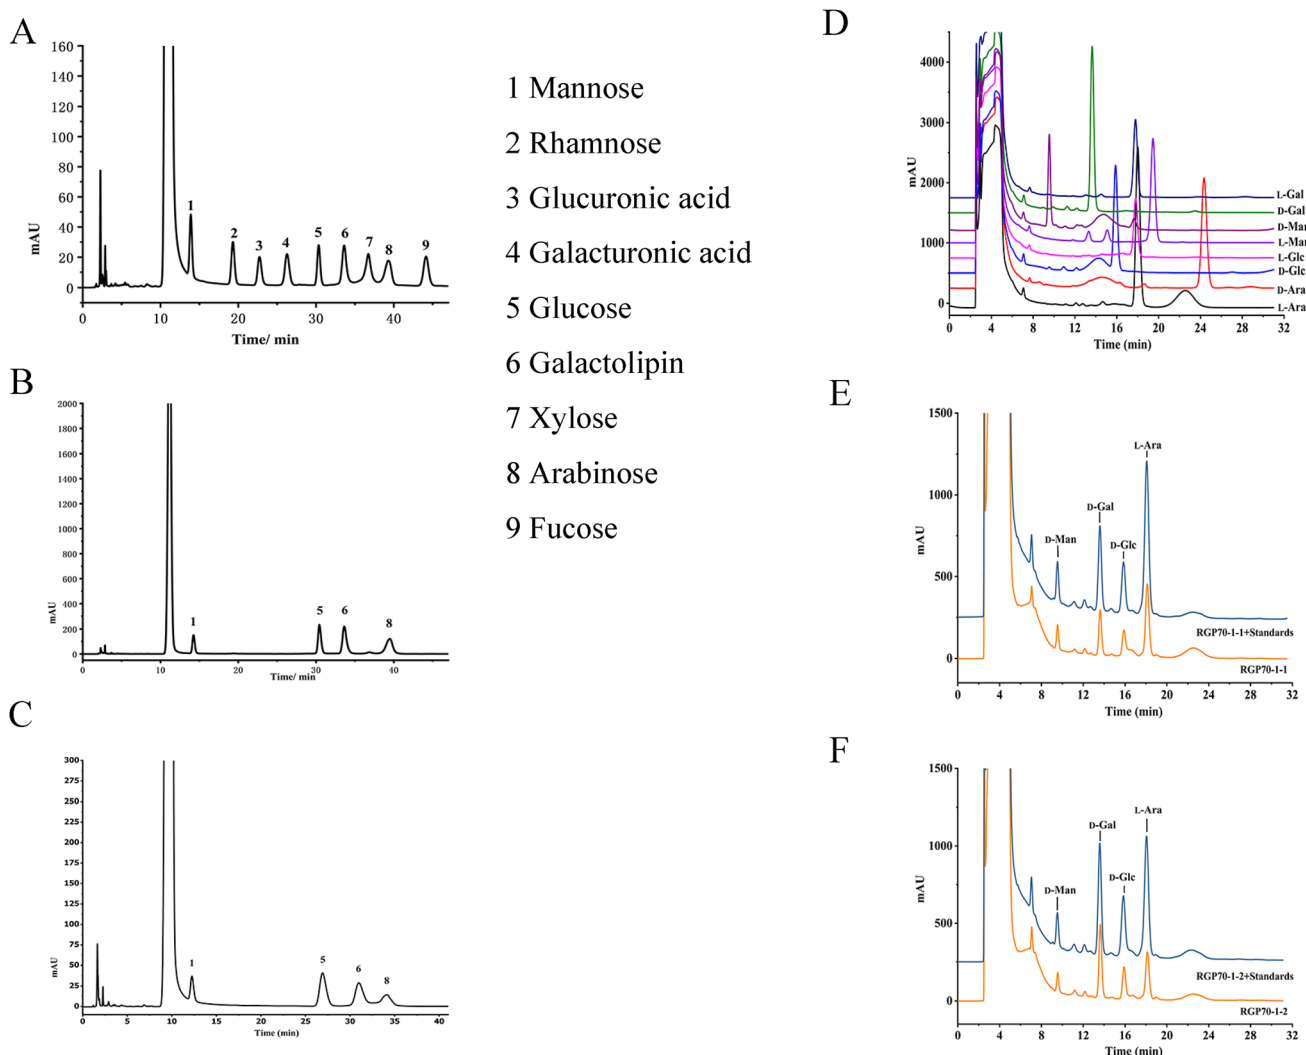 A
160
140
120
100
80
60
40
20
0
mAU
1
2
3
4
5
6
7
8
9
0
10
20
30
40
Time/ min
1 Mannose
2 Rhamnose
3 Glucuronic acid
4 Galacturonic acid
5 Glucose
6 Galactolipin
7 Xylose
8 Arabinose
9 Fucose
B
2000
1800
1600
1400
1200
1000
800
600
400
200
0
mAU
1
5
6
8
0
10
20
30
40
Time/ min
C
300
275
250
225
200
175
150
125
100
75
50
25
0
mAU
1
5
6
8
0
5
10
15
20
25
30
35
40
Time (min)
D
4000
3000
2000
1000
0
mAU
L-Gal
D-Gal
D-Man
L-Man
L-Glc
D-Glc
D-Ara
L-Ara
0
4
8
12
16
20
24
28
32
Time (min)
E
1500
1000
500
0
mAU
D-Man
D-Gal
D-Glc
L-Ara
RGP70-1-1+Standards
RGP70-1-1
0
4
8
12
16
20
24
28
32
Time (min)
F
1500
1000
500
0
mAU
D-Man
D-Gal
D-Glc
L-Ara
RGP70-1-2+Standards
RGP70-1-2
0
4
8
12
16
20
24
28
32
Time (min)